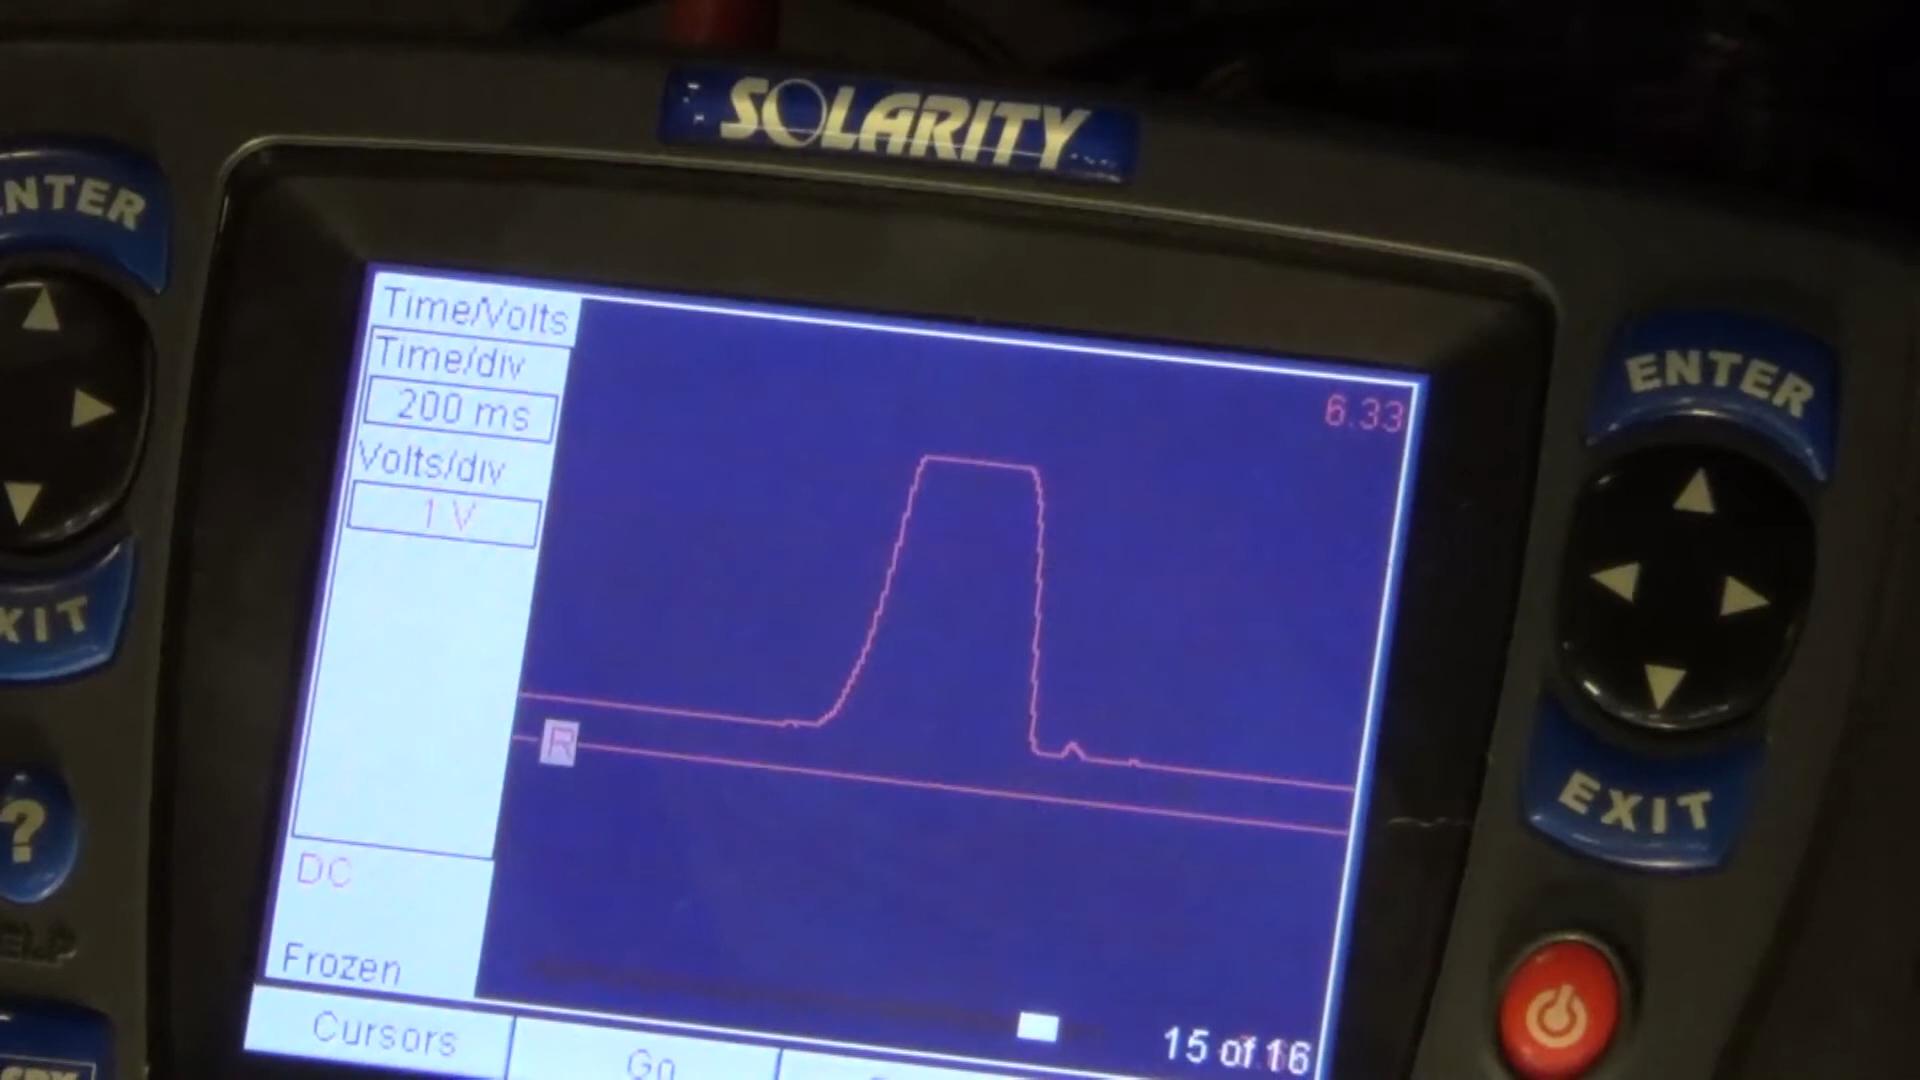 SOLARITY
ENTER
Time/Volts
Time/div
200 ms
Volts/div
1 V
6.33
ENTER
R
EXIT
EXIT
?
HELP
DC
Frozen
Cursors
Go
15 of 16